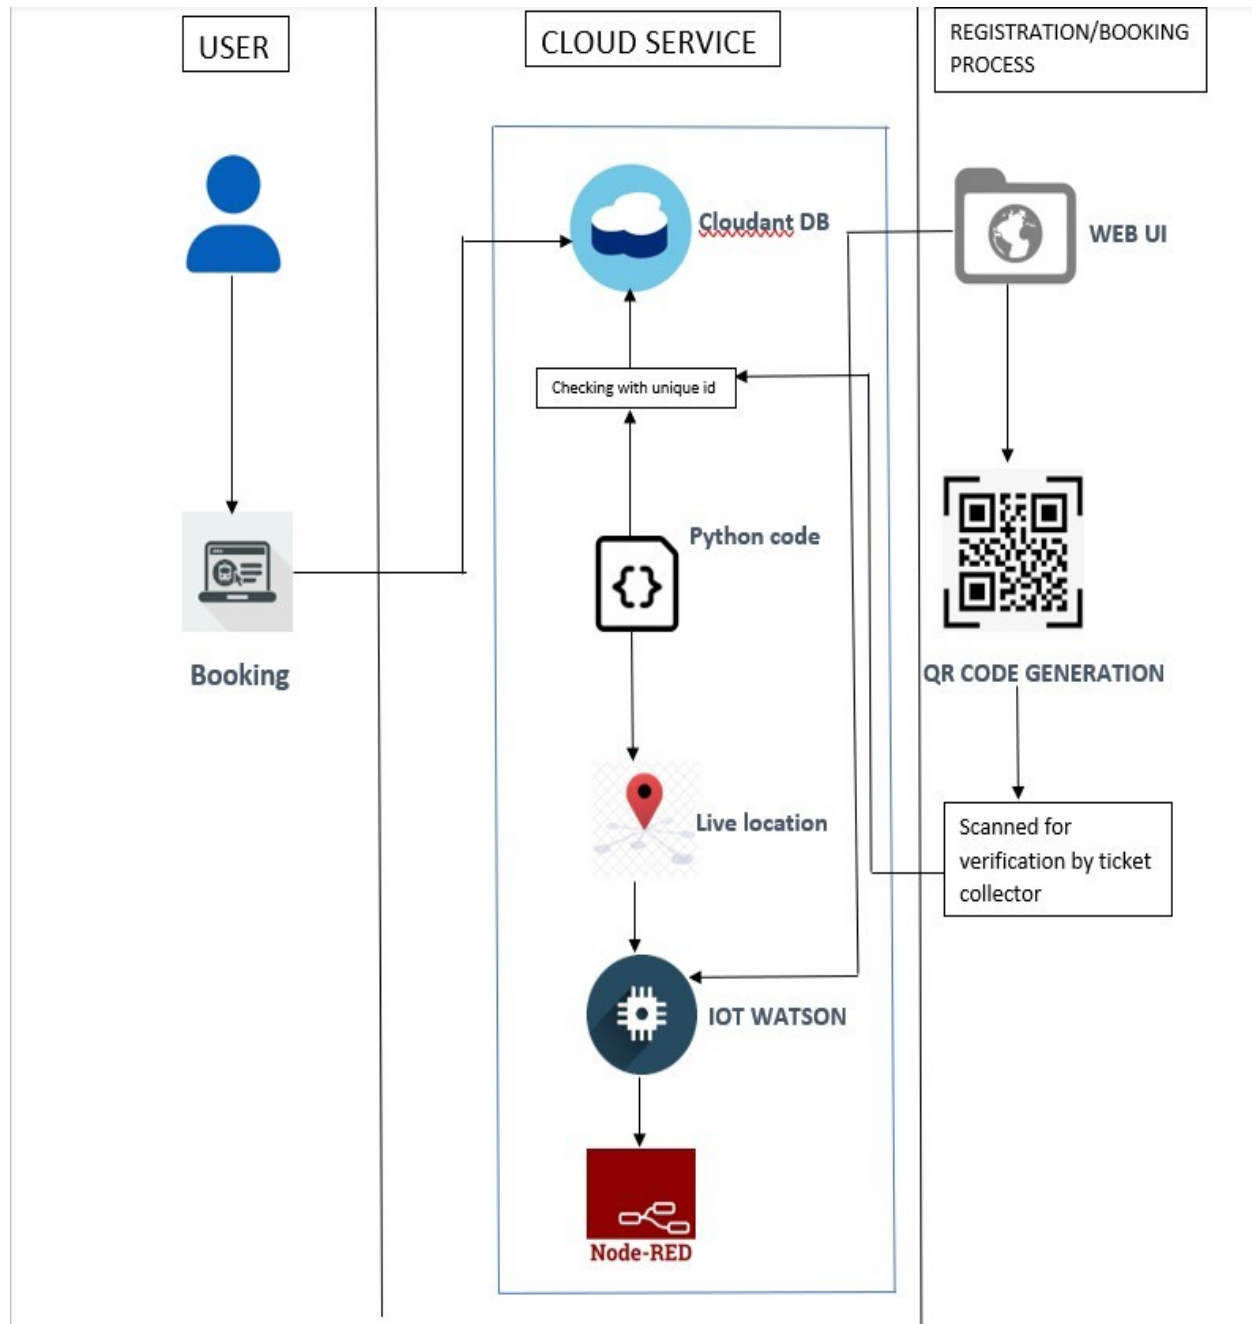 USER
CLOUD SERVICE
REGISTRATION/BOOKING
PROCESS
Cloudant DB
WEB UI
Checking with unique id
Python code
Booking
QR CODE GENERATION
Live location
Scanned for
verification by ticket
collector
IOT WATSON
Node-RED